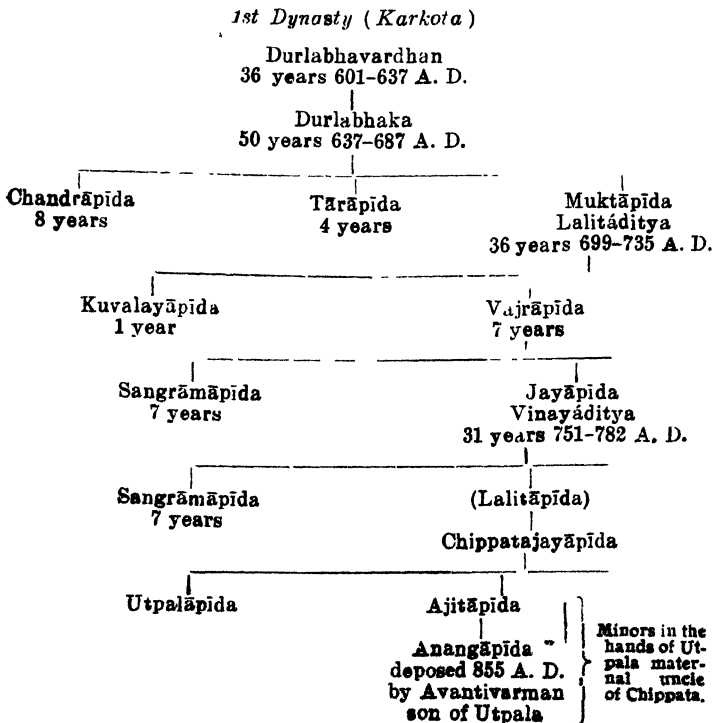 1st Dynasty ( Karkota )
Durlabhavardhan
36 years 601–637 A. D.
Durlabhaka
50 years 637–687 A. D.
Chandrāpīda
8 years
Tārāpīda
4 years
Muktāpīda
Lalitáditya
36 years 699–735 A. D.
Kuvalayāpīda
1 year
Vajrāpīda
7 years
Sangrāmāpīda
7 years
Jayāpīda
Vinayáditya
31 years 751–782 A. D.
Sangrāmāpīda
7 years
(Lalitāpīda)
Chippatajayāpīda
Utpalāpīda
Ajitāpīda
Anangāpīda
deposed 855 A. D.
by Avantivarman
son of Utpala
Minors in the
hands of Ut-
pala mater-
nal uncle
of Chippata.